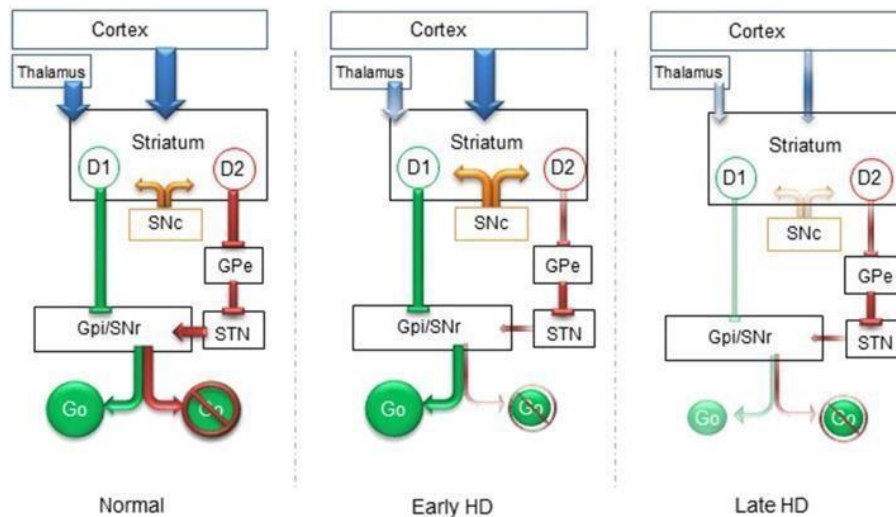 Cortex
Thalamus
Striatum
D1
D2
SNc
GPe
Gpi/SNr
STN
Go
Go
Normal
Cortex
Thalamus
Striatum
D1
D2
SNc
GPe
Gpi/SNr
STN
Go
Go
Early HD
Cortex
Thalamus
Striatum
D1
D2
SNc
GPe
Gpi/SNr
STN
Go
Go
Late HD